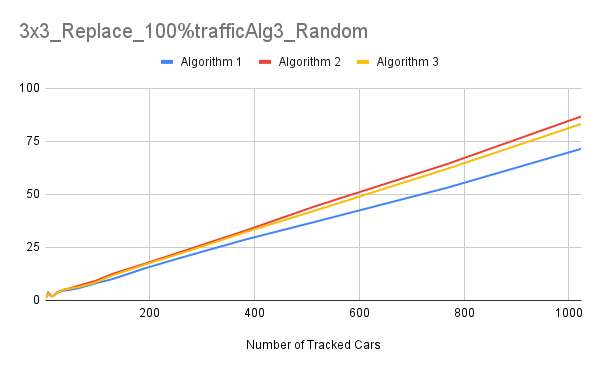 3x3_Replace_100%trafficAlg3_Random
Algorithm 1 Algorithm 2 Algorithm 3
100
75
50
25
0
200 400 600 800 1000
Number of Tracked Cars